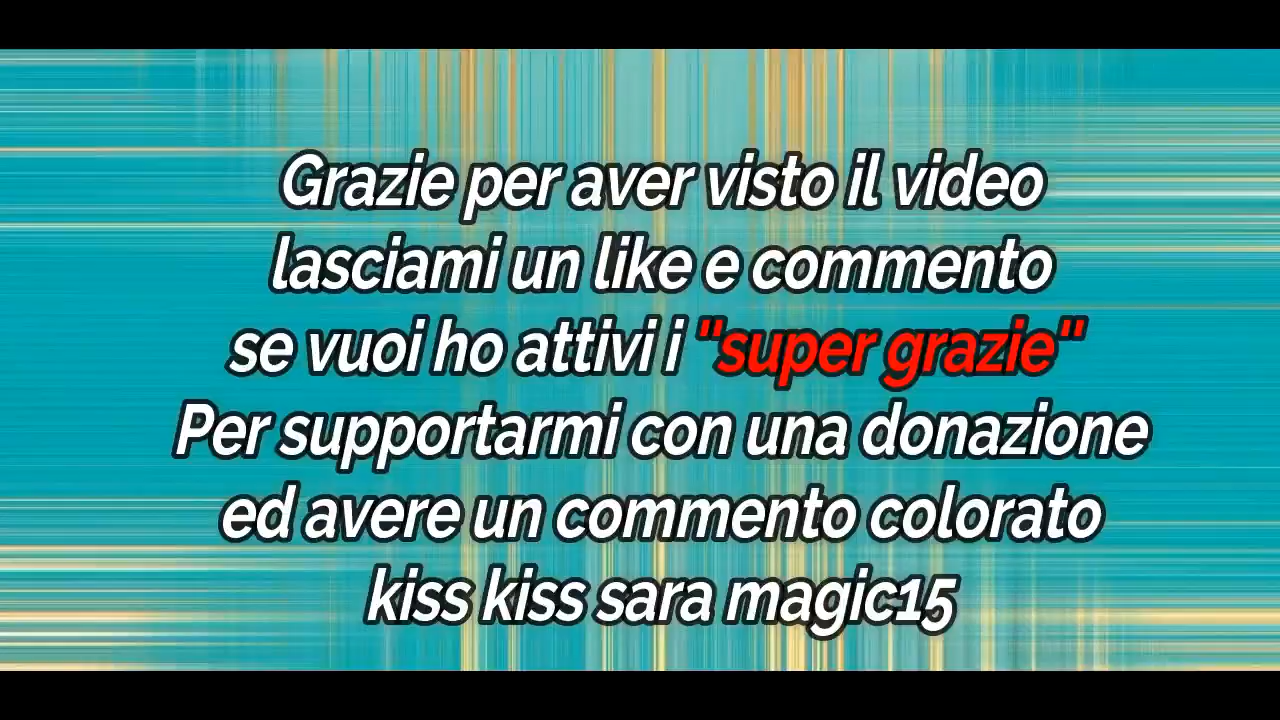 Grazie per aver visto il video
lasciami un like e commento
se vuoi ho attivi i "super grazie"
Per supportarmi con una donazione
ed avere un commento colorato
kiss kiss sara magic15